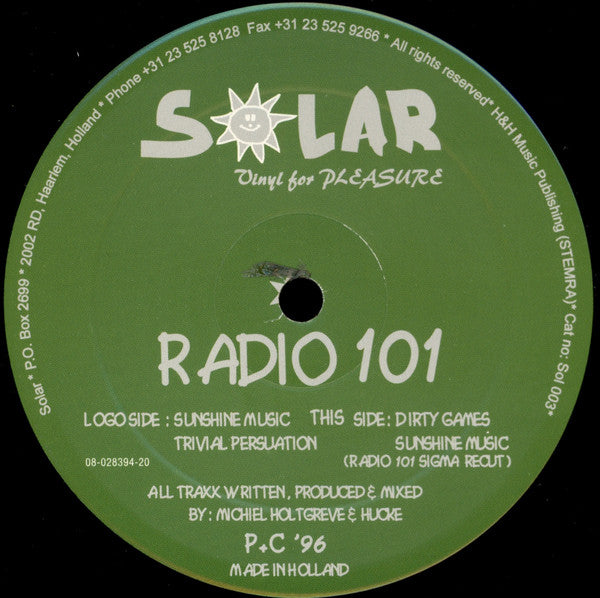 Solar * P.O. Box 2699 * 2002 RD, Haarlem, Holland * Phone +31 23 525 8128 Fax +31 23 525 9266 * All rights reserved* H&H Music Publishing (STEMRA)* Cat no: Sol 003*
SOLAR
Vinyl for PLEASURE
RADIO 101
LOGO SIDE : SUNSHINE MUSIC THIS SIDE : DIRTY GAMES
TRIVIAL PERSUATION SUNSHINE MUSIC
08-028394-20 (RADIO 101 SIGMA RECUT)
ALL TRAXX WRITTEN, PRODUCED & MIXED
BY : MICHIEL HOLTGREVE & HUCKE
P+C '96
MADE IN HOLLAND